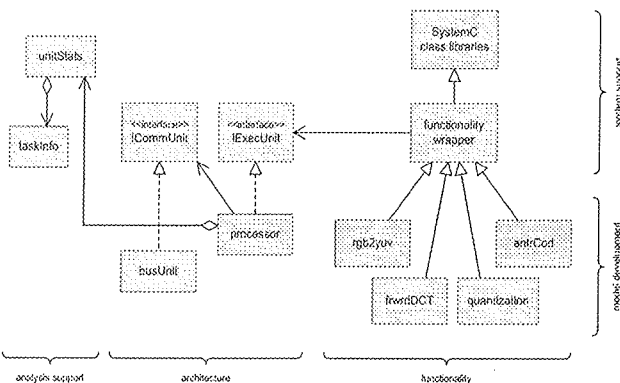 SystemC
class libraries
unitStats
taskInfo
<<interface>>
ICommUnit
<<interface>>
IExecUnit
functionality
wrapper
processor
busUnit
rgb2yuv
entrCod
frwrdDCT
quantization
model development
analysis support
architecture
functionality